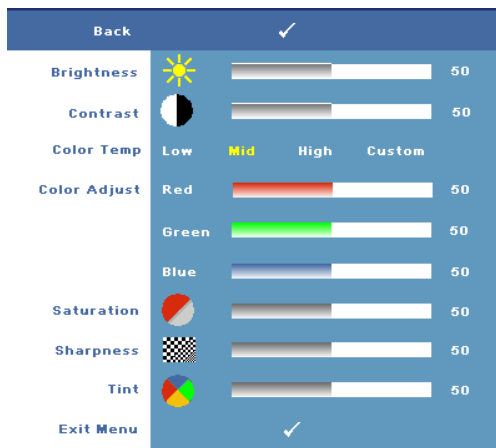 Back
Brightness 50
Contrast 50
Color Temp Low Mid High Custom
Color Adjust Red 50
Green 50
Blue 50
Saturation 50
Sharpness 50
Tint 50
Exit Menu